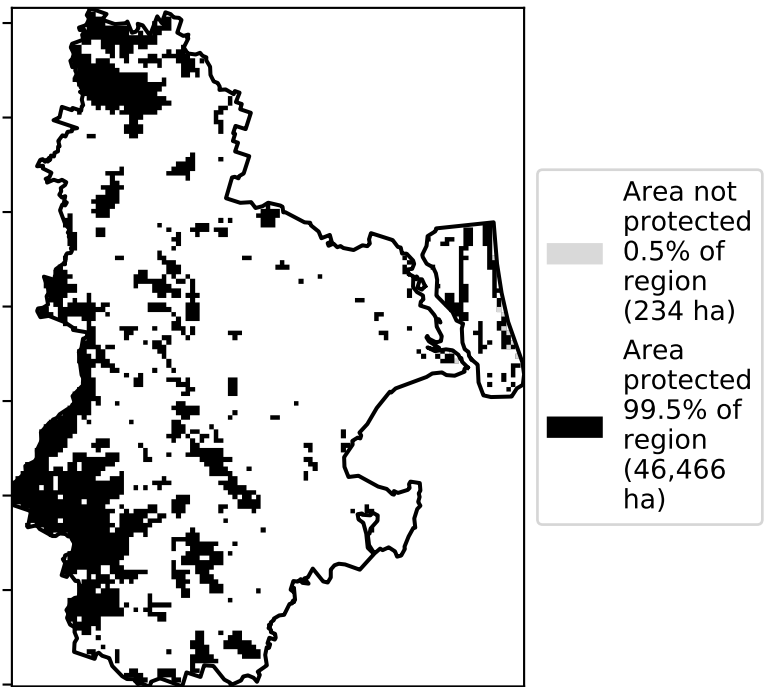 Area not
protected
0.5% of
region
(234 ha)
Area
protected
99.5% of
region
(46,466
ha)